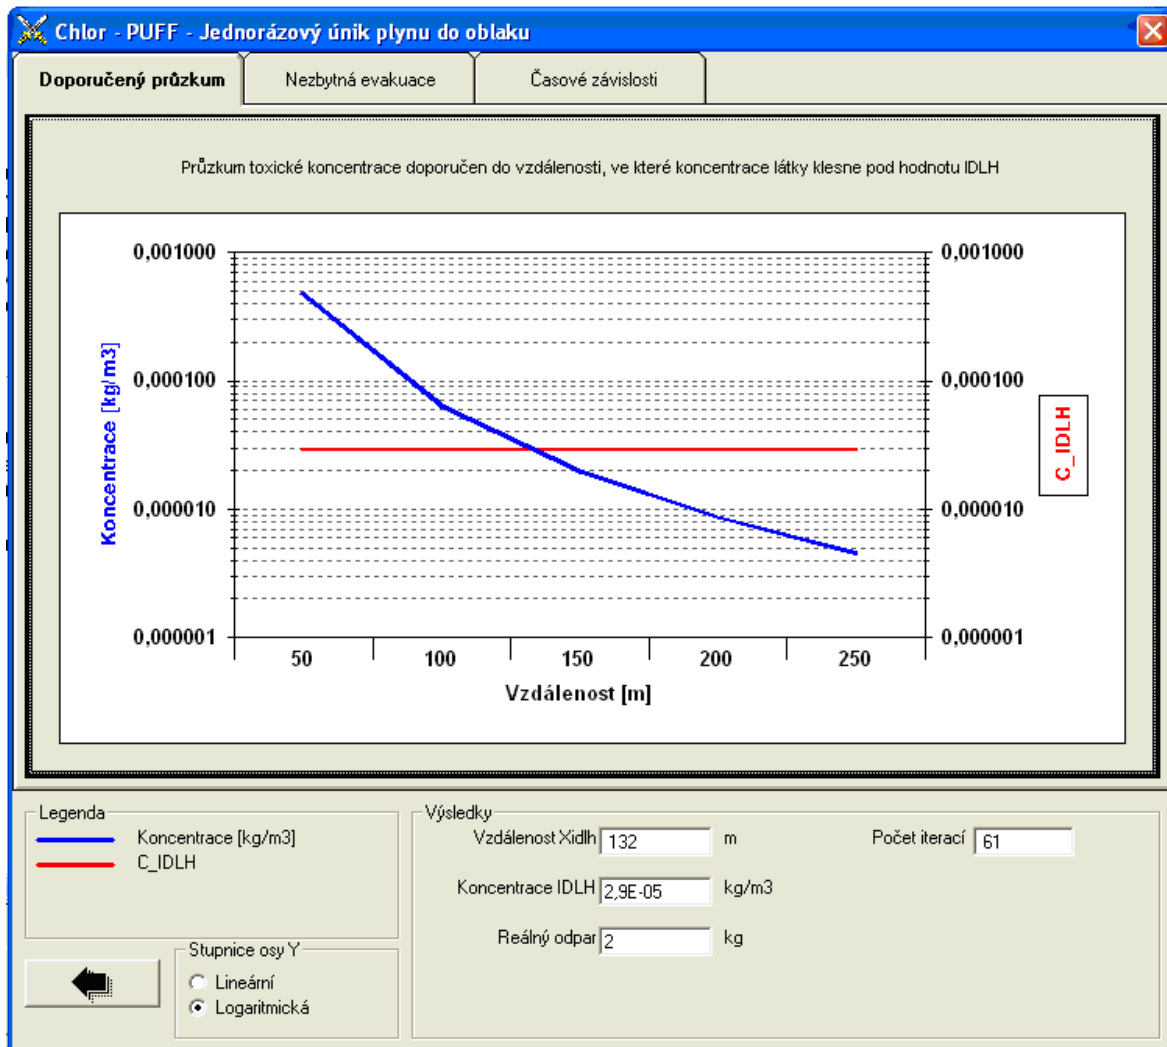 Chlor - PUFF - Jednorázový únik plynu do oblaku
Doporučený průzkum
Nezbytná evakuace
Časové závislosti
Průzkum toxické koncentrace doporučen do vzdálenosti, ve které koncentrace látky klesne pod hodnotu IDLH
0,001000
0,000100
0,000010
0,000001
Koncentrace [kg/m3]
0,001000
0,000100
0,000010
0,000001
C_IDLH
50 100 150 200 250
Vzdálenost [m]
Legenda
Koncentrace [kg/m3]
C_IDLH
Stupnice osy Y
Lineární
Logaritmická
Výsledky
Vzdálenost Xidlh 132 m
Počet iterací 61
Koncentrace IDLH 2,9E-05 kg/m3
Reálný odpar 2 kg